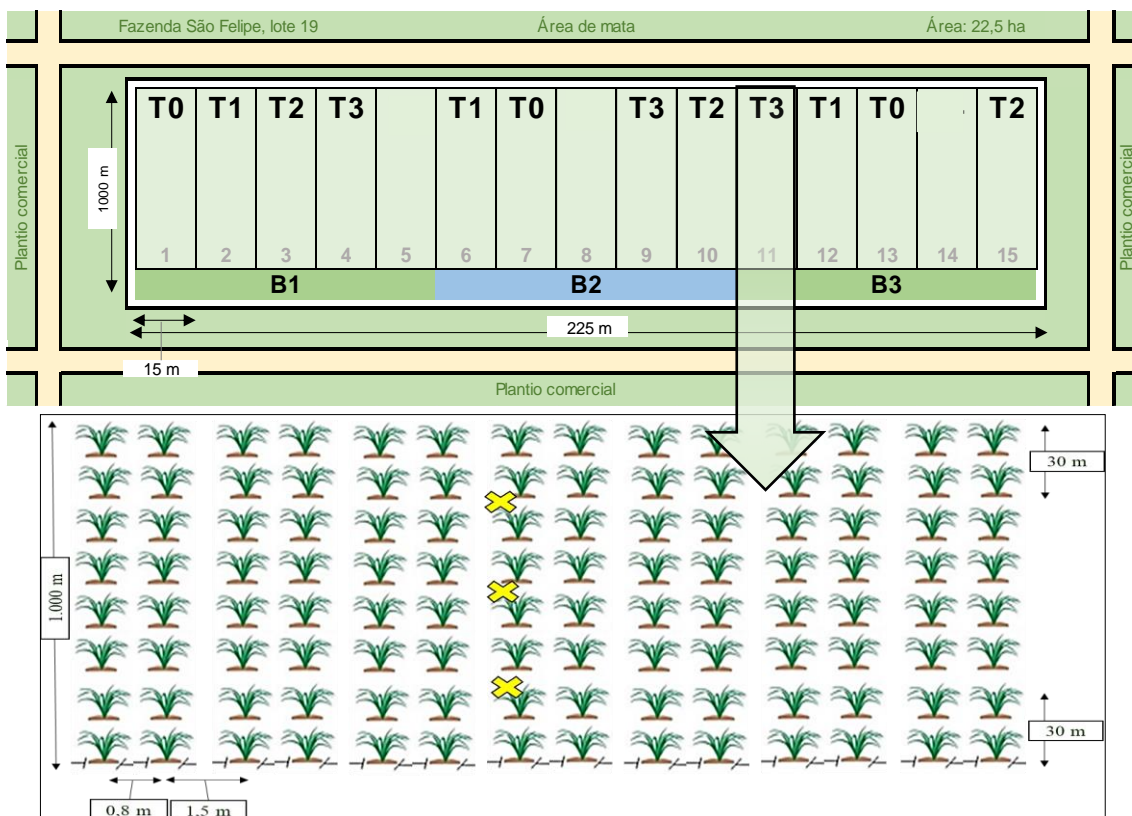 Fazenda São Felipe, lote 19
Área de mata
Área: 22,5 ha
Plantio comercial
1000 m
T0 T1 T2 T3 T1 T0 T3 T2 T3 T1 T0 T2
1 2 3 4 5 6 7 8 9 10 11 12 13 14 15
B1 B2 B3
Plantio comercial
225 m
15 m
Plantio comercial
1.000 m
30 m
30 m
0,8 m 1,5 m